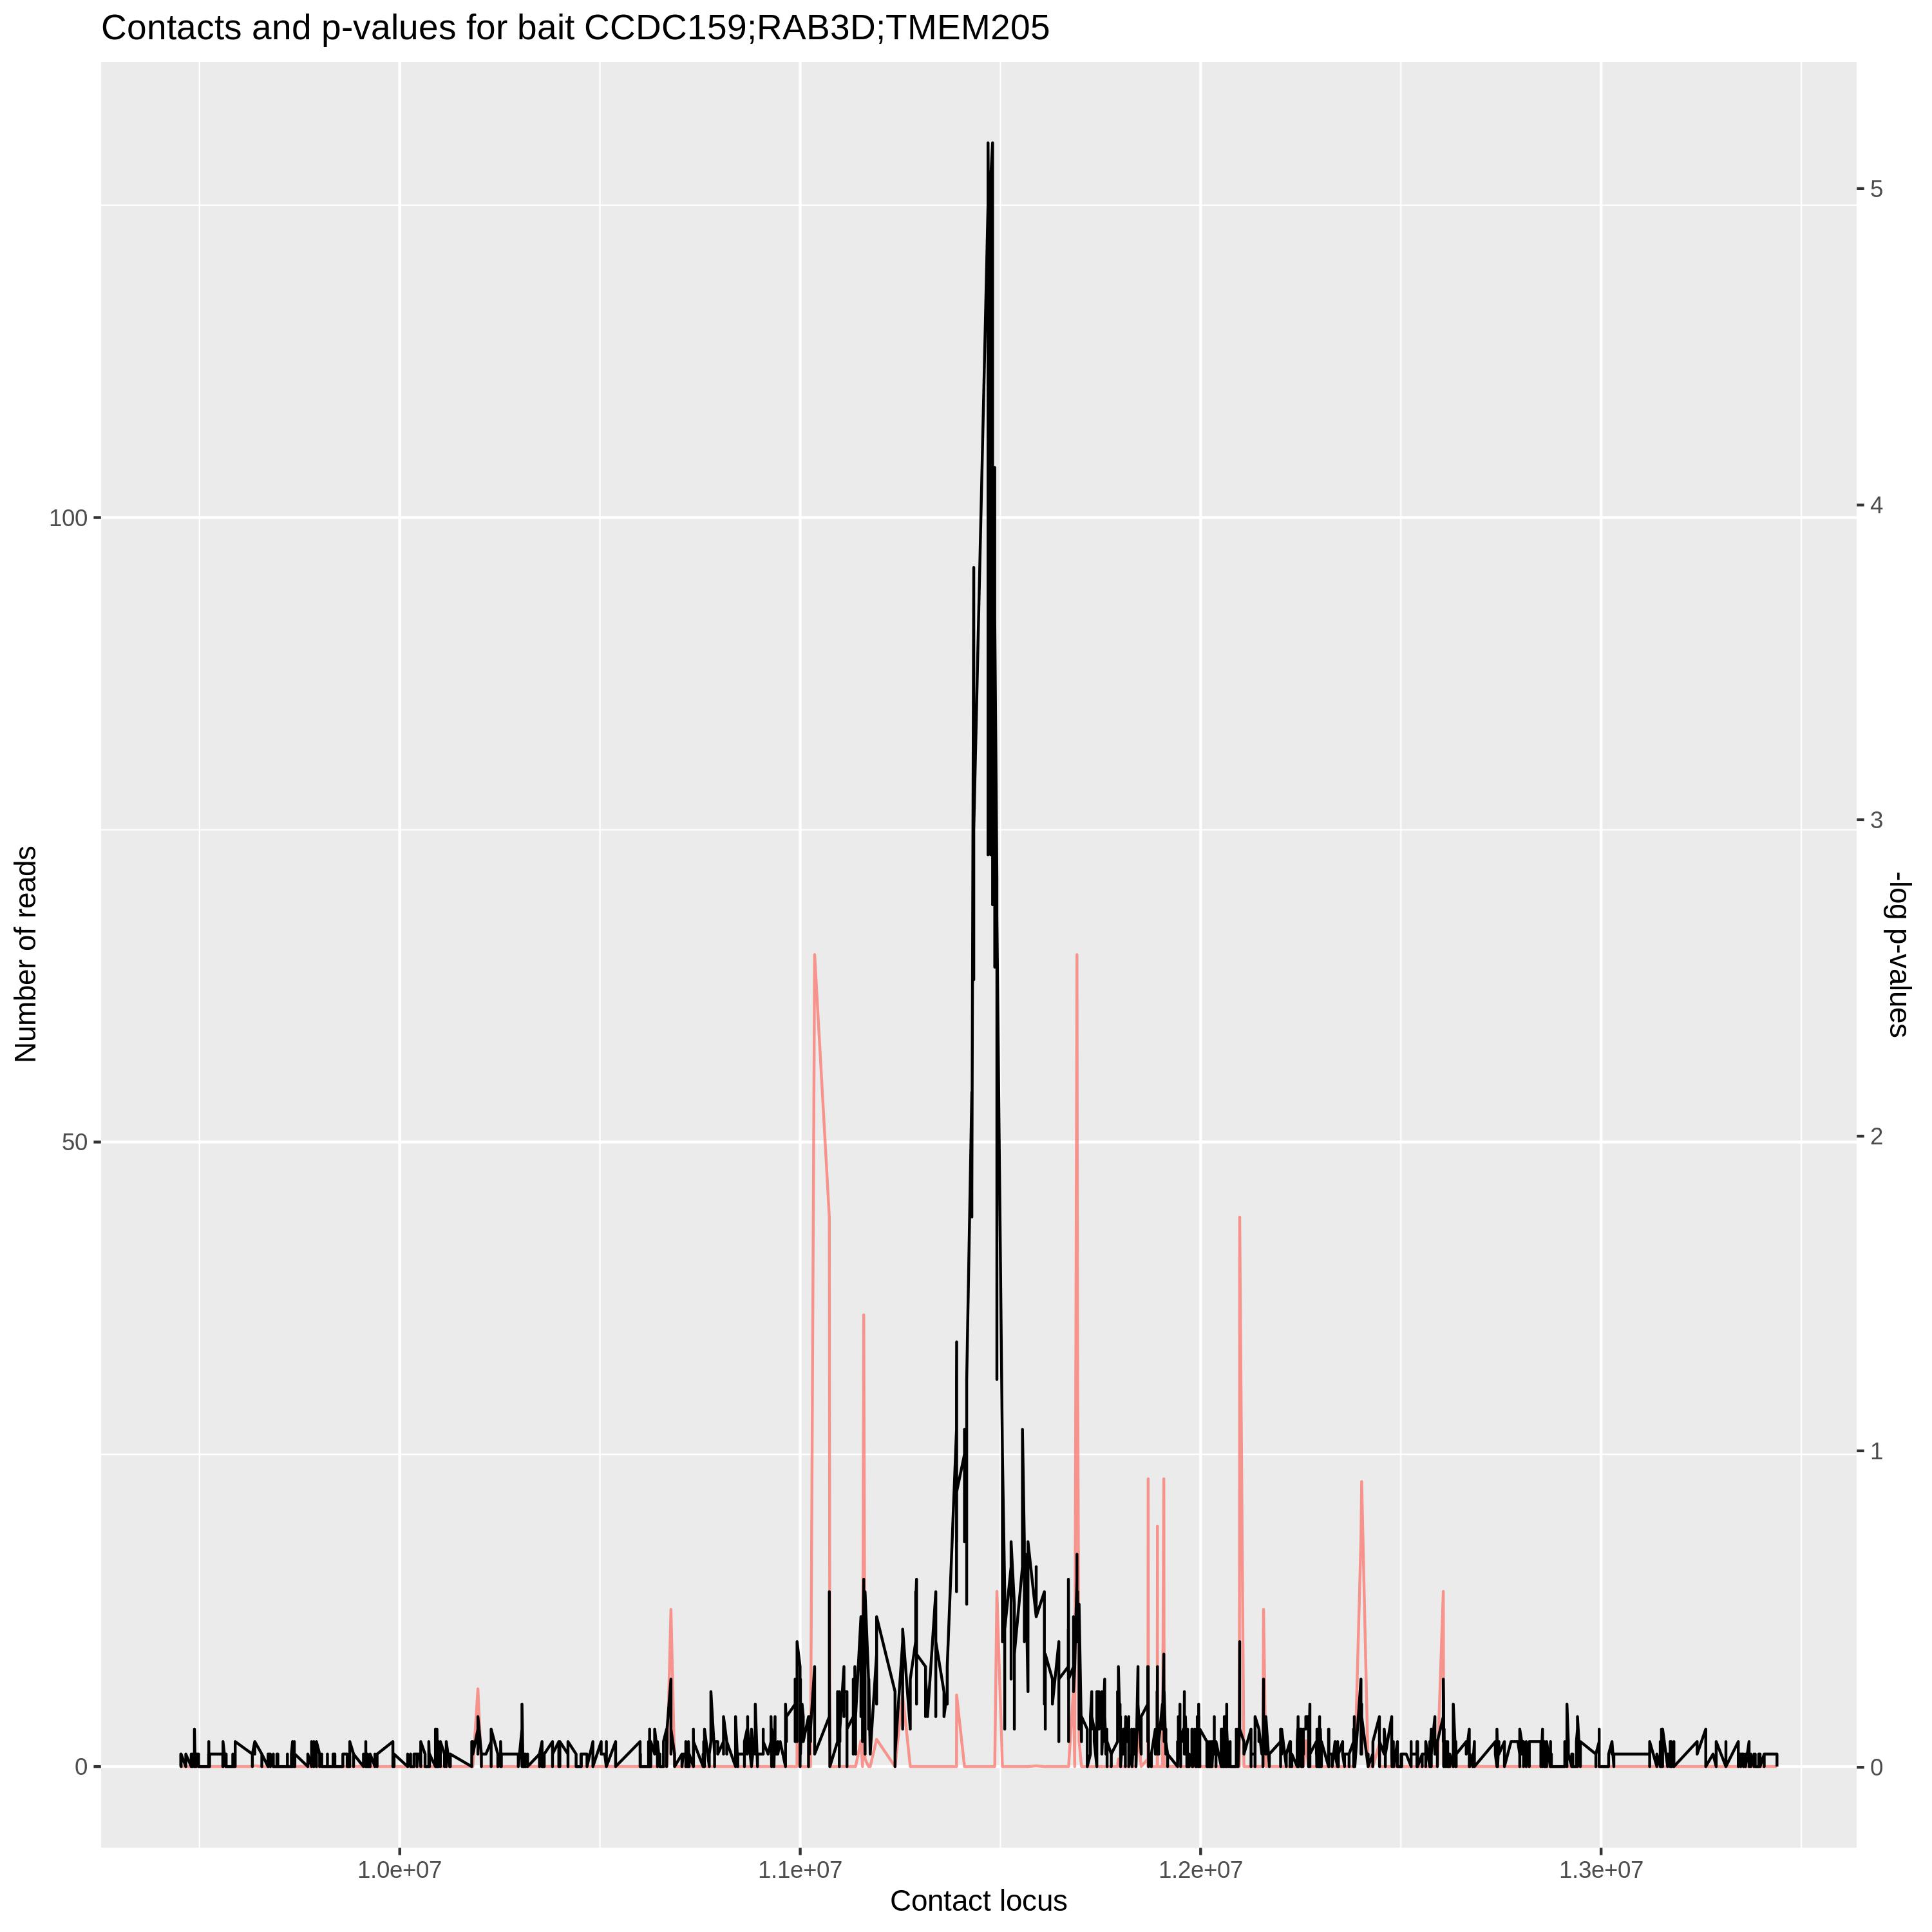 Contacts and p-values for bait CCDC159;RAB3D;TMEM205
100
50
0
Number of reads
5
4
3
2
1
0
-log p-values
1.0e+07
1.1e+07
1.2e+07
1.3e+07
Contact locus